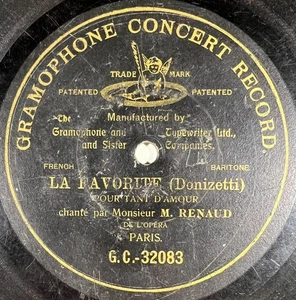 GRAMOPHONE CONCERT RECORD
TRADE MARK
PATENTED PATENTED
Manufactured by
The Gramophone and Typewriter Ltd.,
and Sister Companies.
FRENCH BARITONE.
LA FAVORITE (Donizetti)
POUR TANT D'AMOUR
chanté par Monsieur M. RENAUD
DE L'OPÉRA
PARIS.
G.C.-32083